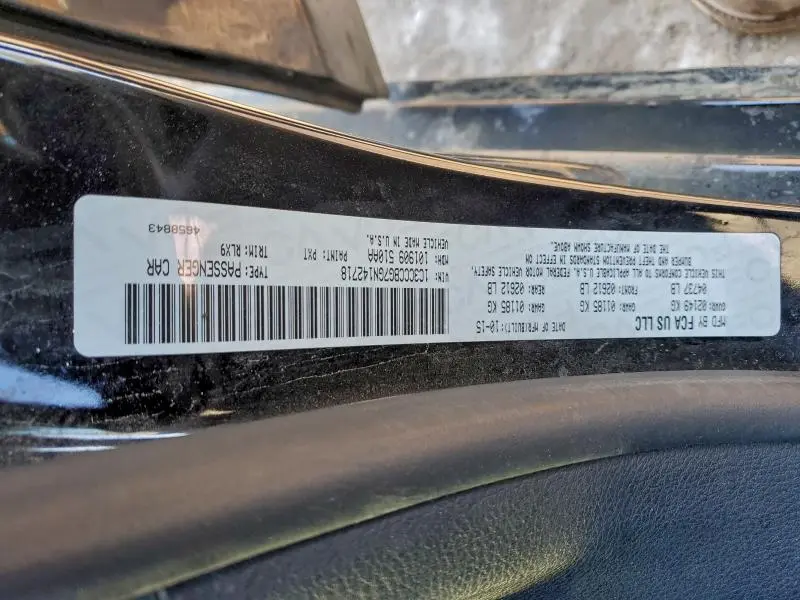 MFD BY FCA US LLC
DATE OF MFR(BUILT):10-15
GVWR: 02149 KG
GAWR: 01185 KG
GAWR: 01185 KG
04737 LB
FRONT: 02612 LB
REAR: 02612 LB
THIS VEHICLE CONFORMS TO ALL APPLICABLE U.S.A. FEDERAL MOTOR VEHICLE SAFETY,
BUMPER AND THEFT PREVENTION STANDARDS IN EFFECT ON
THE DATE OF MANUFACTURE SHOWN ABOVE.
VIN: 1C3CCCBG76N142718
TYPE: PASSENGER CAR
MDH: 101909 510AA
PAINT: PXT
TRIM: RLX9
VEHICLE MADE IN U.S.A.
4658843